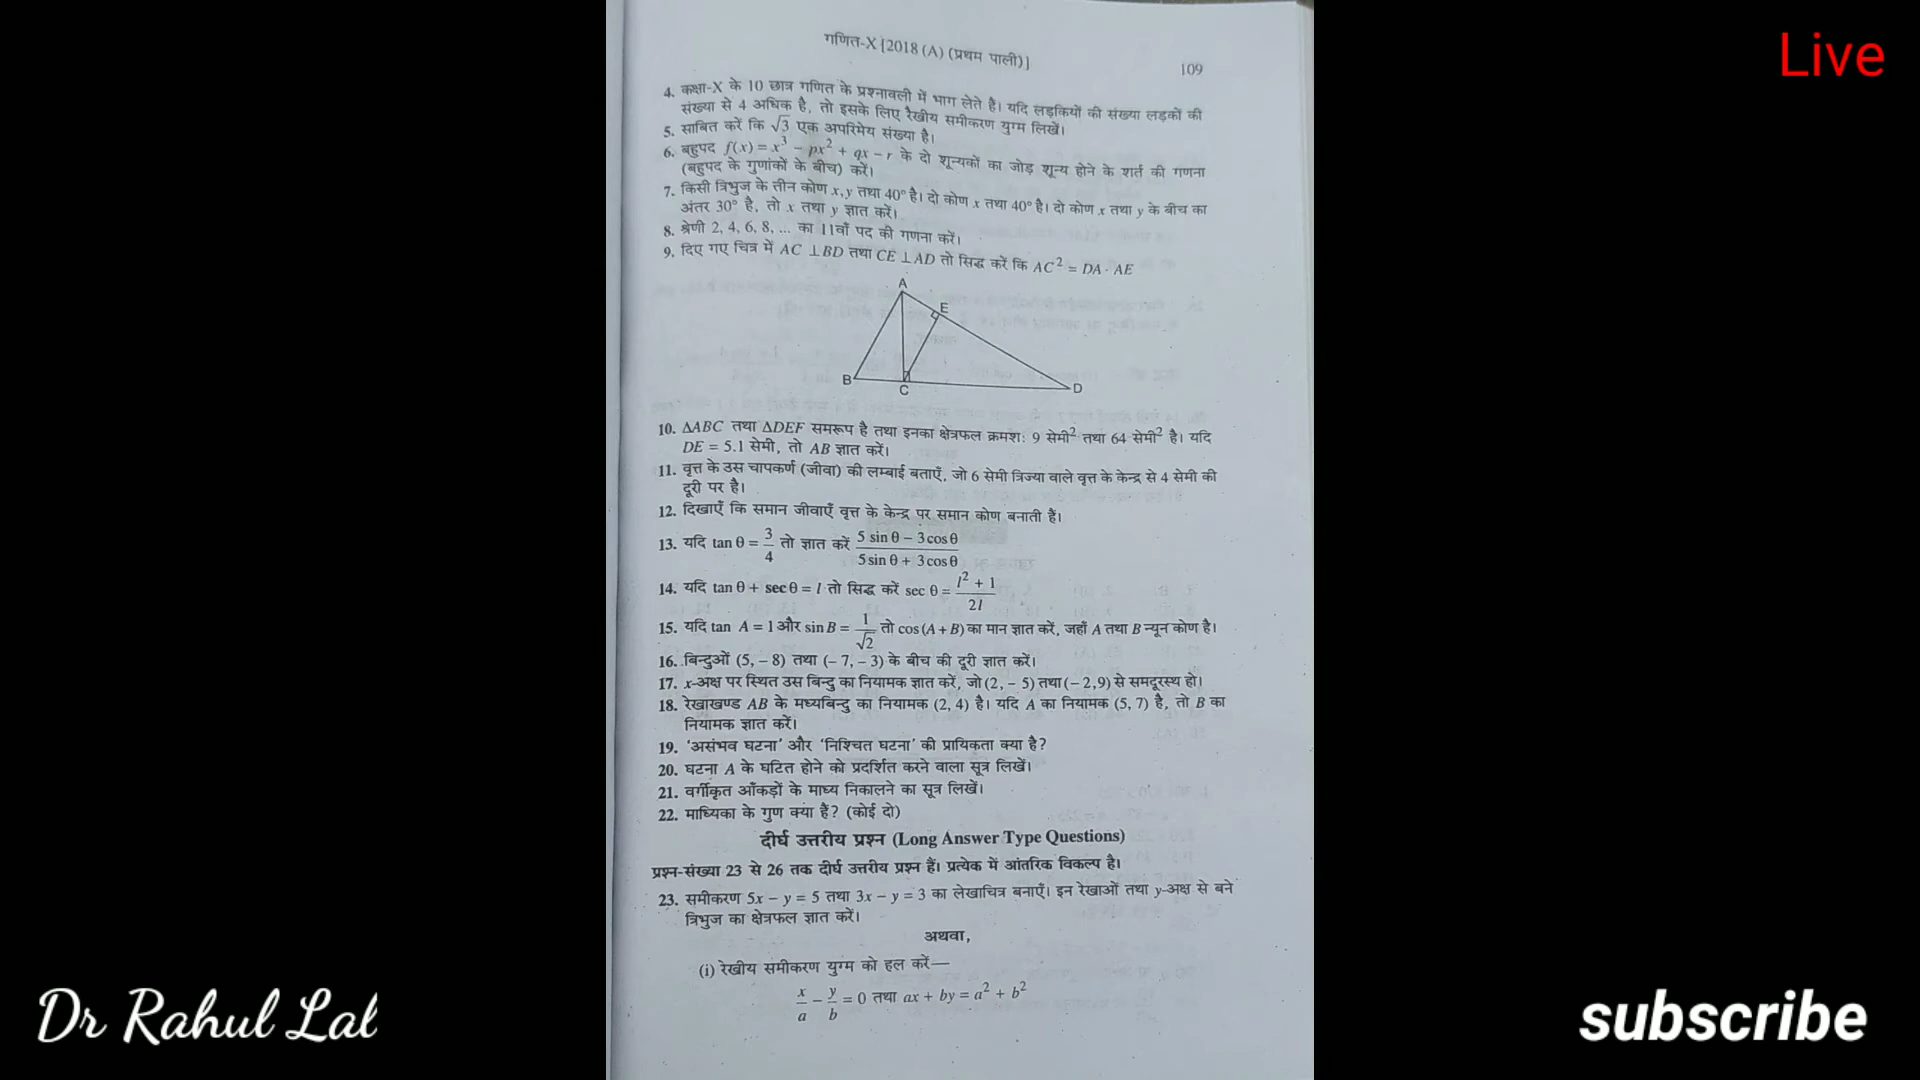 Live
गणित-X [2018 (A) (प्रथम पाली)]
109
4. कक्षा-X के 10 छात्र गणित के प्रश्नावली में भाग लेते हैं। यदि लड़कियों की संख्या लड़कों की
संख्या से 4 अधिक है, तो इसके लिए रैखीय समीकरण युग्म लिखें।
5. साबित करें कि √3 एक अपरिमेय संख्या है।
6. बहुपद f(x) = x³ − px² + qx − r के दो शून्यकों का जोड़ शून्य होने के शर्त की गणना
(बहुपद के गुणांकों के बीच) करें।
7. किसी त्रिभुज के तीन कोण x, y तथा 40° है। दो कोण x तथा 40° है। दो कोण x तथा y के बीच का
अंतर 30° है, तो x तथा y ज्ञात करें।
8. श्रेणी 2, 4, 6, 8, ... का 11वाँ पद की गणना करें।
9. दिए गए चित्र में AC ⊥ BD तथा CE ⊥ AD तो सिद्ध करें कि AC² = DA · AE
A
E
B
C
D
10. ΔABC तथा ΔDEF समरूप है तथा इनका क्षेत्रफल क्रमश: 9 सेमी² तथा 64 सेमी² है। यदि
DE = 5.1 सेमी, तो AB ज्ञात करें।
11. वृत्त के उस चापकर्ण (जीवा) की लम्बाई बताएँ, जो 6 सेमी त्रिज्या वाले वृत्त के केन्द्र से 4 सेमी की
दूरी पर है।
12. दिखाएँ कि समान जीवाएँ वृत्त के केन्द्र पर समान कोण बनाती हैं।
13. यदि tan θ = 3/4 तो ज्ञात करें (5 sin θ − 3 cos θ)/(5 sin θ + 3 cos θ)
14. यदि tan θ + sec θ = l तो सिद्ध करें sec θ = (l² + 1)/2l
15. यदि tan A = 1 और sin B = 1/√2 तो cos (A + B) का मान ज्ञात करें, जहाँ A तथा B न्यून कोण है।
16. बिन्दुओं (5, − 8) तथा (− 7, − 3) के बीच की दूरी ज्ञात करें।
17. x-अक्ष पर स्थित उस बिन्दु का नियामक ज्ञात करें, जो (2, − 5) तथा (− 2, 9) से समदूरस्थ हो।
18. रेखाखण्ड AB के मध्यबिन्दु का नियामक (2, 4) है। यदि A का नियामक (5, 7) है, तो B का
नियामक ज्ञात करें।
19. ‘असंभव घटना’ और ‘निश्चित घटना’ की प्रायिकता क्या है?
20. घटना A के घटित होने को प्रदर्शित करने वाला सूत्र लिखें।
21. वर्गीकृत आँकड़ों के माध्य निकालने का सूत्र लिखें।
22. माध्यिका के गुण क्या हैं? (कोई दो)
दीर्घ उत्तरीय प्रश्न (Long Answer Type Questions)
प्रश्न-संख्या 23 से 26 तक दीर्घ उत्तरीय प्रश्न हैं। प्रत्येक में आंतरिक विकल्प है।
23. समीकरण 5x − y = 5 तथा 3x − y = 3 का लेखाचित्र बनाएँ। इन रेखाओं तथा y-अक्ष से बने
त्रिभुज का क्षेत्रफल ज्ञात करें।
अथवा,
(i) रेखीय समीकरण युग्म को हल करें—
x/a − y/b = 0 तथा ax + by = a² + b²
Dr Rahul Lal
subscribe